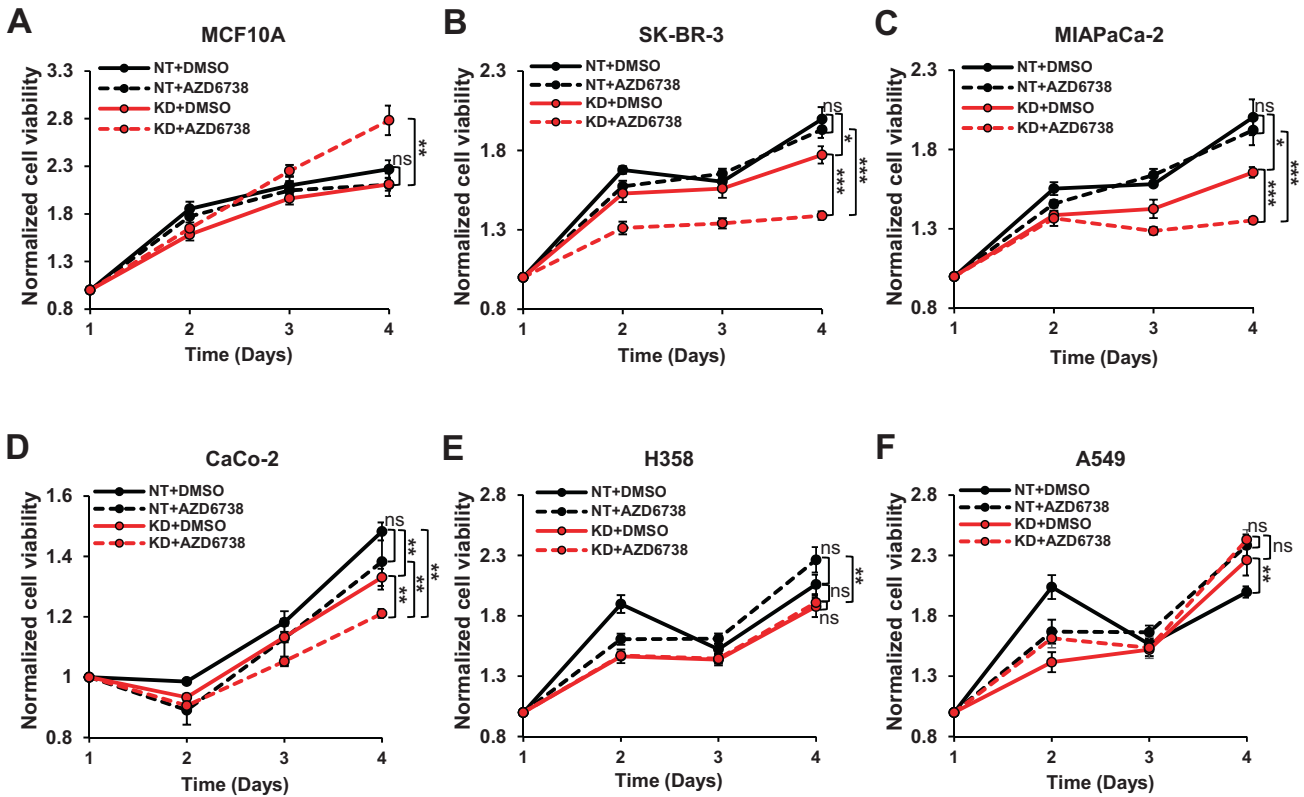 A
MCF10A
Normalized cell viability
3.3
2.8
2.3
1.8
1.3
0.8
NT+DMSO
NT+AZD6738
KD+DMSO
KD+AZD6738
ns
**
1 2 3 4
Time (Days)
B
SK-BR-3
Normalized cell viability
2.3
1.8
1.3
0.8
NT+DMSO
NT+AZD6738
KD+DMSO
KD+AZD6738
ns
*
***
***
1 2 3 4
Time (Days)
C
MIAPaCa-2
Normalized cell viability
2.3
1.8
1.3
0.8
NT+DMSO
NT+AZD6738
KD+DMSO
KD+AZD6738
ns
*
***
***
1 2 3 4
Time (Days)
D
CaCo-2
Normalized cell viability
1.6
1.4
1.2
1
0.8
NT+DMSO
NT+AZD6738
KD+DMSO
KD+AZD6738
ns
**
**
**
**
1 2 3 4
Time (Days)
E
H358
Normalized cell viability
2.8
2.3
1.8
1.3
0.8
NT+DMSO
NT+AZD6738
KD+DMSO
KD+AZD6738
ns
**
ns
ns
1 2 3 4
Time (Days)
F
A549
Normalized cell viability
2.8
2.3
1.8
1.3
0.8
NT+DMSO
NT+AZD6738
KD+DMSO
KD+AZD6738
ns
ns
**
1 2 3 4
Time (Days)